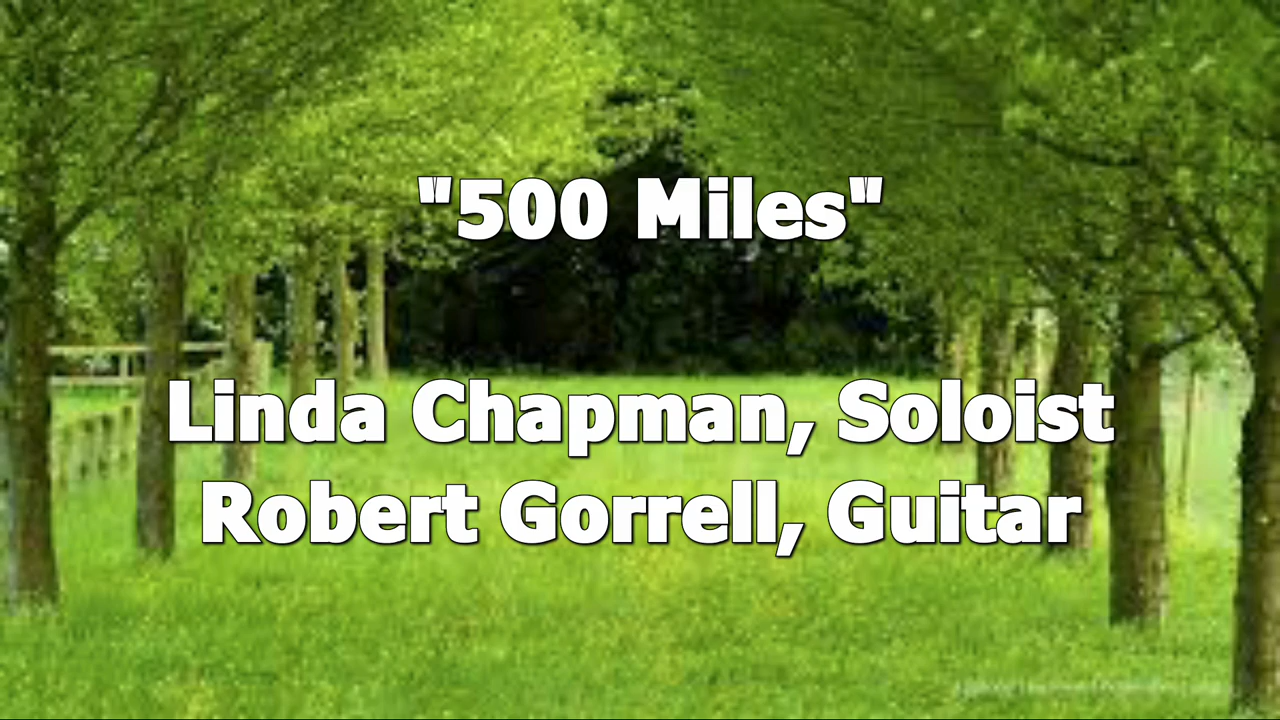 "500 Miles"
Linda Chapman, Soloist
Robert Gorrell, Guitar